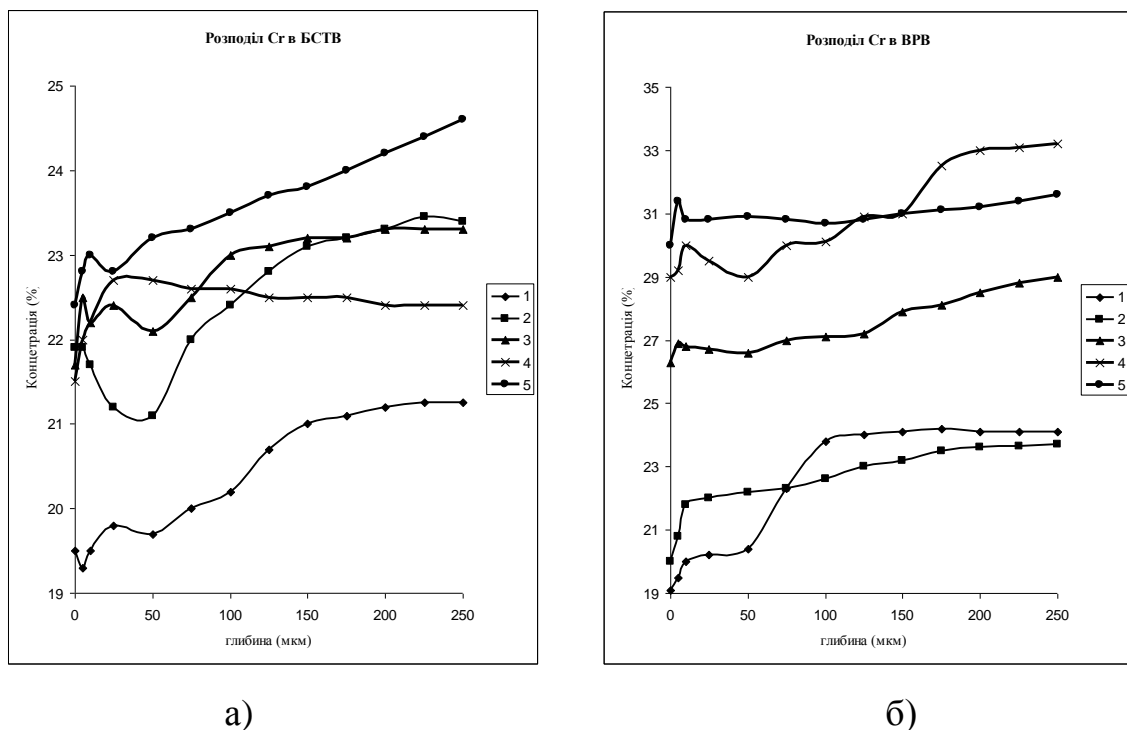 Розподіл Cr в БСТВ
25
24
23
22
21
20
19
Концетрація (%)
0 50 100 150 200 250
глибина (мкм)
1
2
3
4
5
а)
Розподіл Cr в ВРВ
35
33
31
29
27
25
23
21
19
Концетрація (%)
0 50 100 150 200 250
глибина (мкм)
1
2
3
4
5
б)